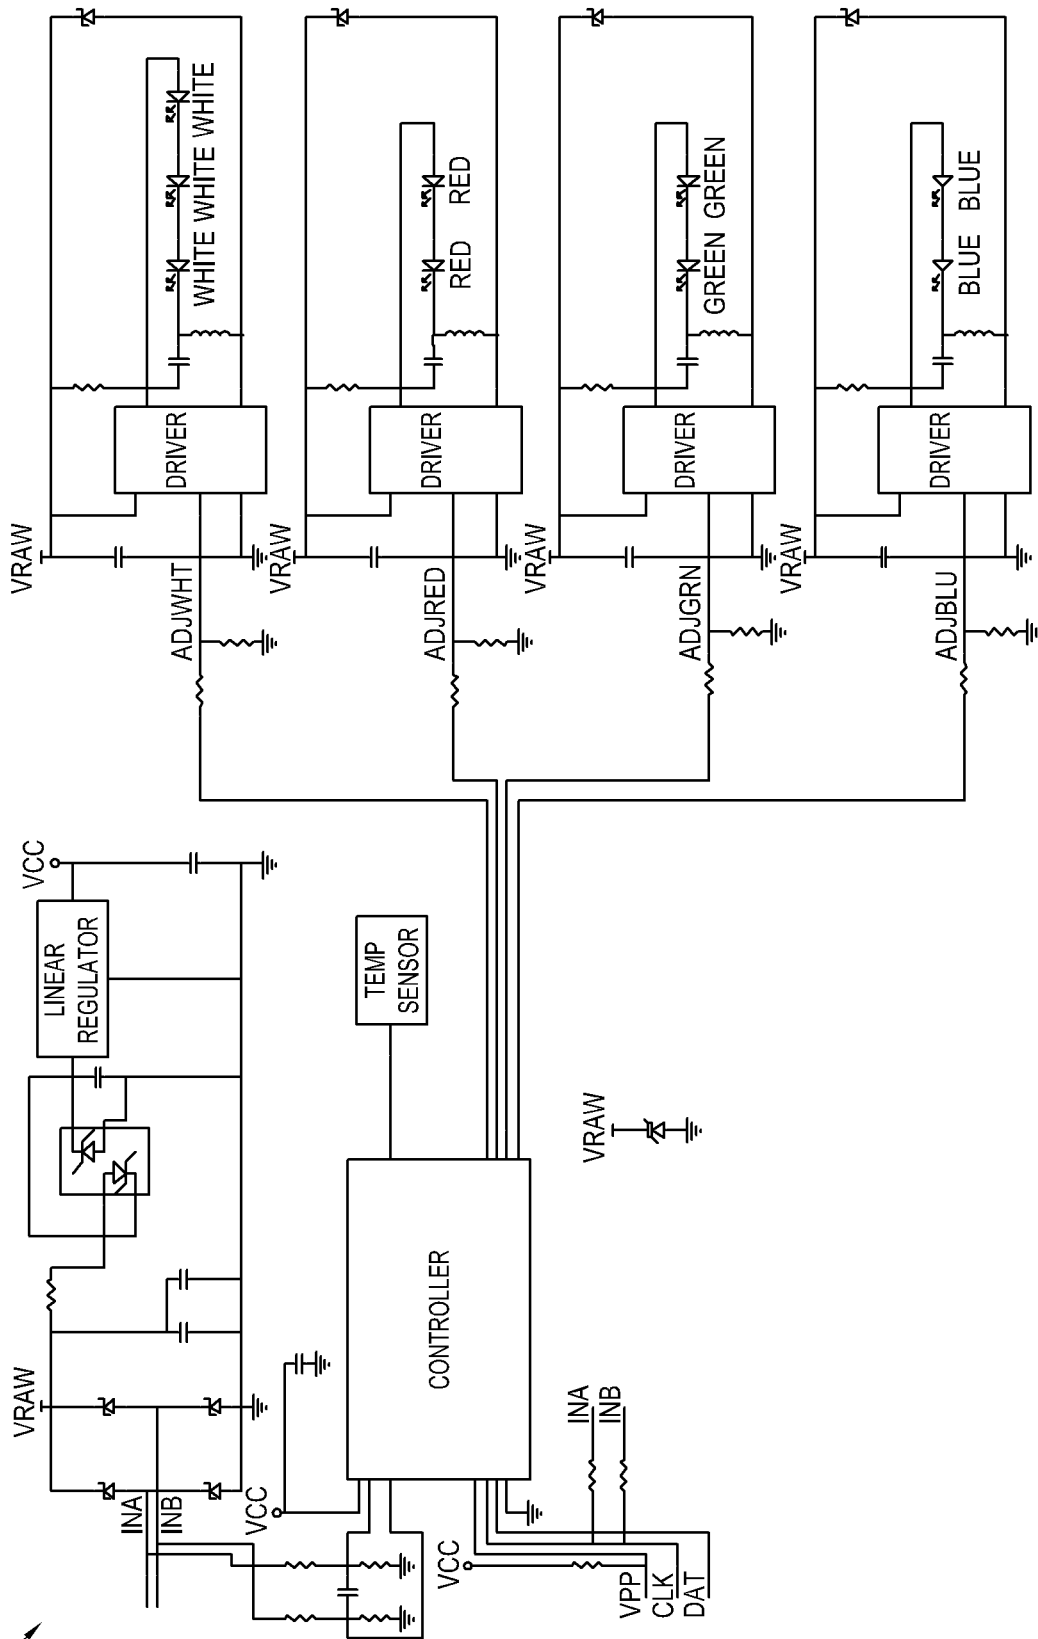 INA
INB
VRAW
LINEAR
REGULATOR
VCC
VCC
CONTROLLER
TEMP
SENSOR
VCC
VPP
CLK
DAT
INA
INB
VRAW
VRAW
ADJWHT
DRIVER
WHITE WHITE WHITE
VRAW
ADJRED
DRIVER
RED RED
VRAW
ADJGRN
DRIVER
GREEN GREEN
VRAW
ADJBLU
DRIVER
BLUE BLUE